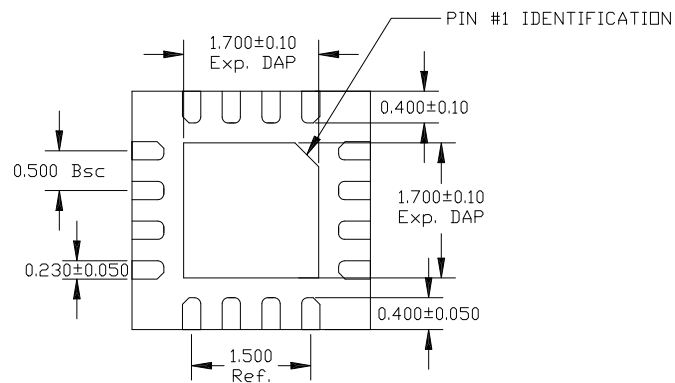 PIN #1 IDENTIFICATION
1.700±0.10
Exp. DAP
0.400±0.10
0.500 Bsc
1.700±0.10
Exp. DAP
0.230±0.050
0.400±0.050
1.500
Ref.